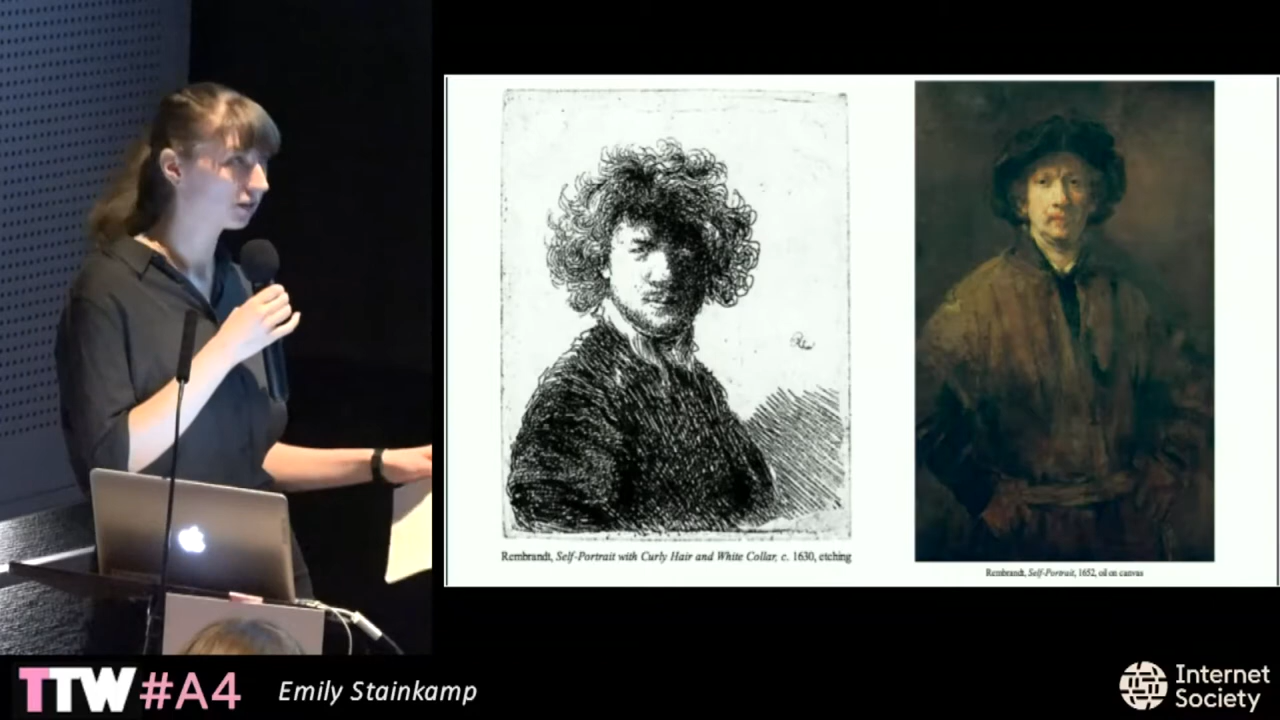 Rembrandt, Self-Portrait with Curly Hair and White Collar, c. 1630, etching
Rembrandt, Self-Portrait, 1652, oil on canvas
TTW#A4
Emily Stainkamp
Internet
Society